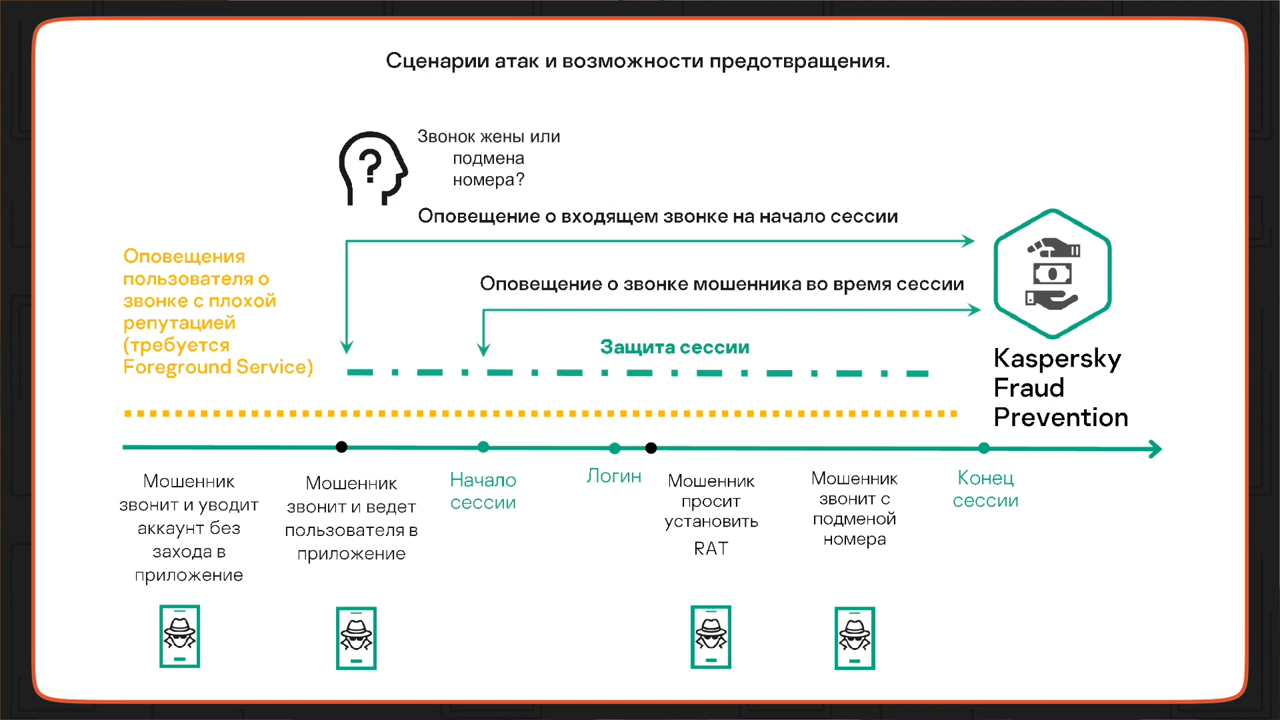 Сценарии атак и возможности предотвращения.
Звонок жены или
подмена
номера?
Оповещение о входящем звонке на начало сессии
Оповещения
пользователя о
звонке с плохой
репутацией
(требуется
Foreground Service)
Оповещение о звонке мошенника во время сессии
Защита сессии
Kaspersky
Fraud
Prevention
Мошенник
звонит и уводит
аккаунт без
захода в
приложение
Мошенник
звонит и ведет
пользователя в
приложение
Начало
сессии
Логин
Мошенник
просит
установить
RAT
Мошенник
звонит с
подменой
номера
Конец
сессии